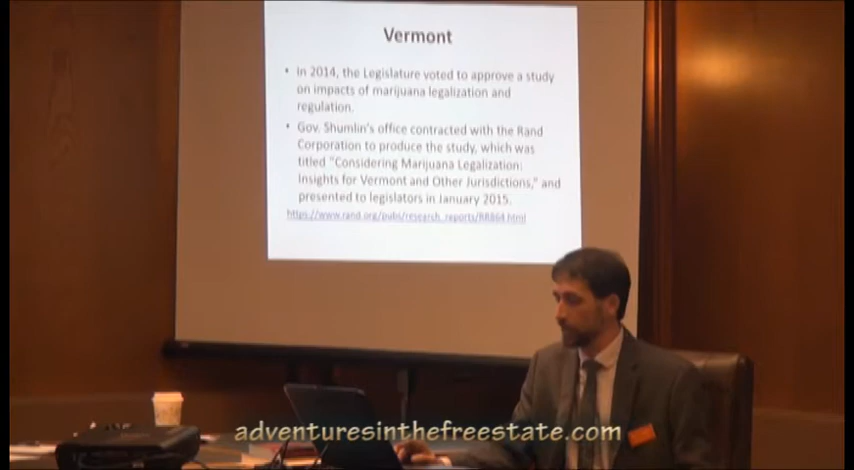 Vermont
• In 2014, the Legislature voted to approve a study
on impacts of marijuana legalization and
regulation.
• Gov. Shumlin's office contracted with the Rand
Corporation to produce the study, which was
titled "Considering Marijuana Legalization:
Insights for Vermont and Other Jurisdictions," and
presented to legislators in January 2015.
https://www.rand.org/pubs/research_reports/RR864.html
adventuresinthefreestate.com